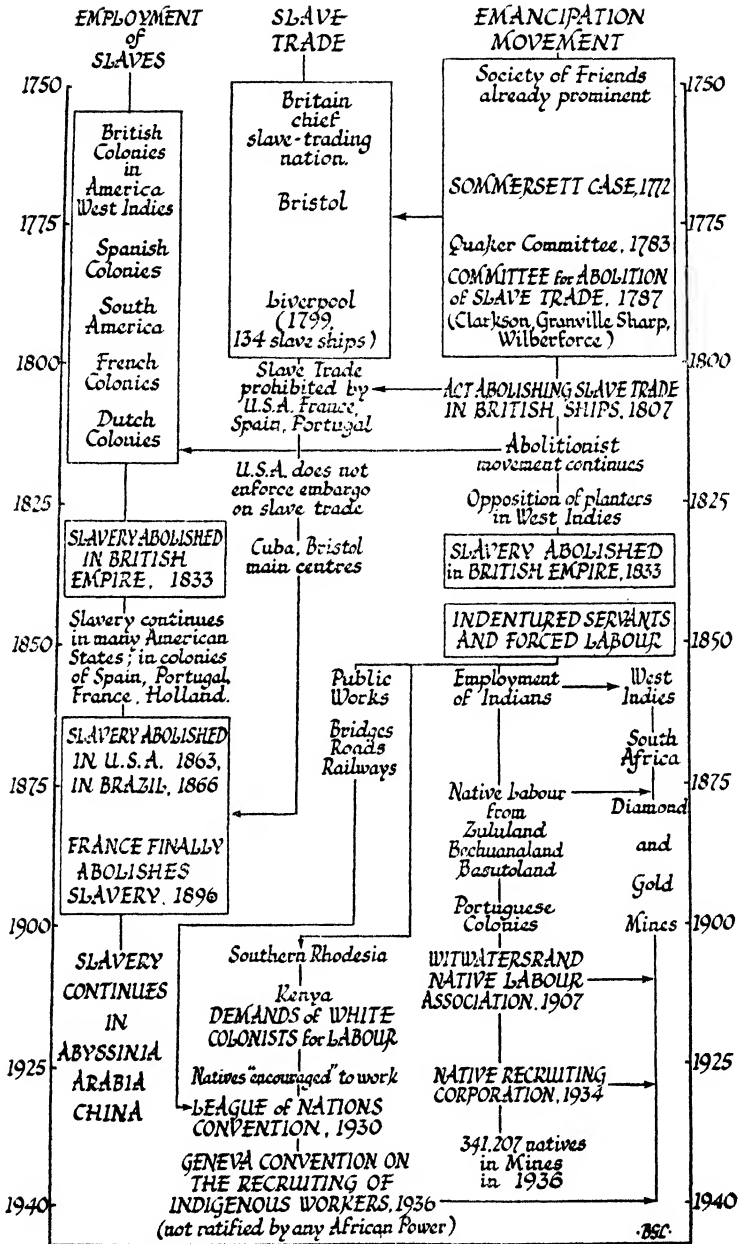 EMPLOYMENT
of
SLAVES
SLAVE
TRADE
EMANCIPATION
MOVEMENT
1750
1775
1800
1825
1850
1875
1900
1925
1940
British
Colonies
in
America
West Indies
Spanish
Colonies
South
America
French
Colonies
Dutch
Colonies
SLAVERY ABOLISHED
IN BRITISH
EMPIRE, 1833
Slavery continues
in many American
States; in colonies
of Spain, Portugal,
France, Holland.
SLAVERY ABOLISHED
IN U.S.A. 1863,
IN BRAZIL, 1866
FRANCE FINALLY
ABOLISHES
SLAVERY, 1896
SLAVERY
CONTINUES
IN
ABYSSINIA
ARABIA
CHINA
Britain
chief
slave-trading
nation.
Bristol
Liverpool
(1799,
134 slave ships)
Slave Trade
prohibited by
U.S.A. France,
Spain, Portugal
U.S.A. does not
enforce embargo
on slave trade
Cuba, Bristol
main centres
Public
Works
Bridges
Roads
Railways
Southern Rhodesia
Kenya
DEMANDS of WHITE
COLONISTS for LABOUR
Natives "encouraged" to work
LEAGUE of NATIONS
CONVENTION, 1930
GENEVA CONVENTION ON
THE RECRUITING OF
INDIGENOUS WORKERS, 1936
(not ratified by any African Power)
Society of Friends
already prominent
SOMMERSETT CASE, 1772
Quaker Committee, 1783
COMMITTEE for ABOLITION
of SLAVE TRADE, 1787
(Clarkson, Granville Sharp,
Wilberforce)
ACT ABOLISHING SLAVE TRADE
IN BRITISH SHIPS, 1807
Abolitionist
movement continues
Opposition of planters
in West Indies
SLAVERY ABOLISHED
in BRITISH EMPIRE, 1833
INDENTURED SERVANTS
AND FORCED LABOUR
Employment
of Indians
Native Labour
from
Zululand
Bechuanaland
Basutoland
Portuguese
Colonies
WITWATERSRAND
NATIVE LABOUR
ASSOCIATION, 1907
NATIVE RECRUITING
CORPORATION, 1934
341,207 natives
in Mines
in 1936
West
Indies
South
Africa
Diamond
and
Gold
Mines
1750
1775
1800
1825
1850
1875
1900
1925
1940
·BSC·